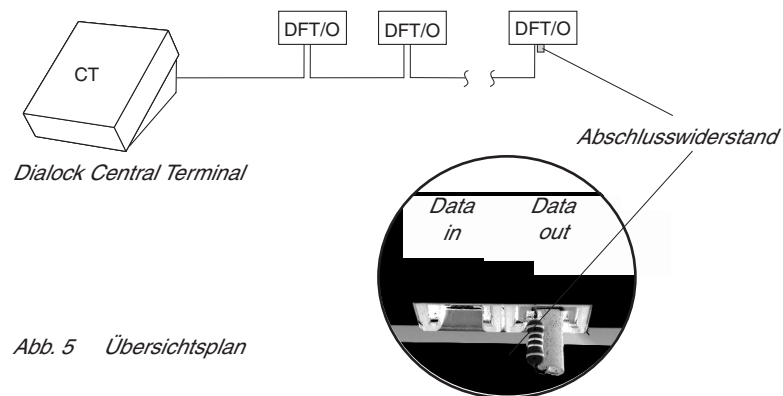 DFT/O DFT/O DFT/O
CT
Abschlusswiderstand
Dialock Central Terminal
Data in
Data out
Abb. 5 Übersichtsplan